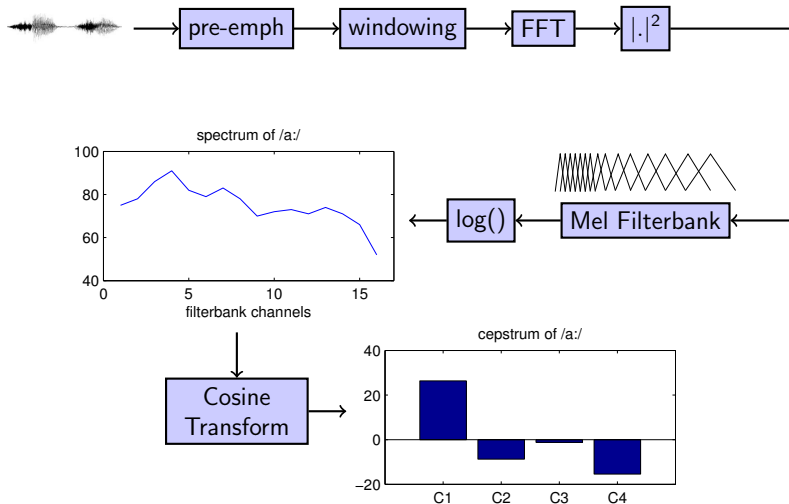 pre-emph
windowing
FFT
|.|²
spectrum of /a:/
100
80
60
40
0
5
10
15
filterbank channels
log()
Mel Filterbank
Cosine
Transform
cepstrum of /a:/
40
20
0
−20
C1
C2
C3
C4